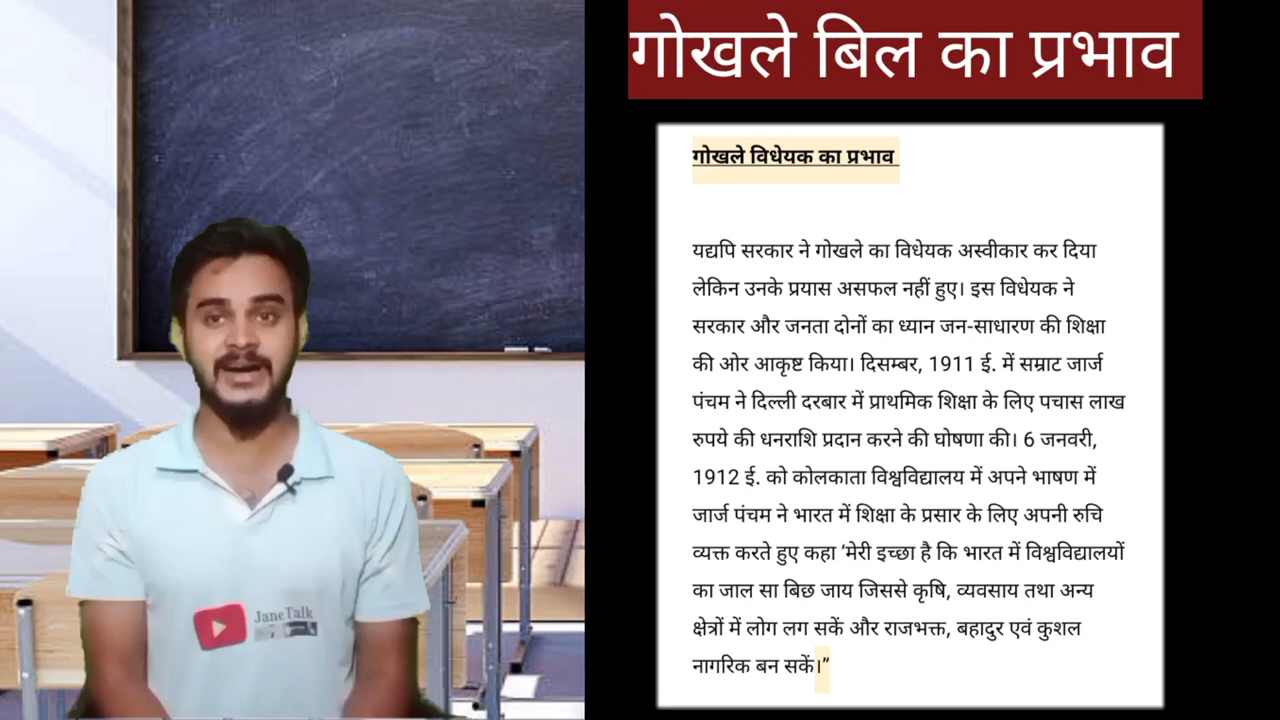 गोखले बिल का प्रभाव
गोखले विधेयक का प्रभाव
यद्यपि सरकार ने गोखले का विधेयक अस्वीकार कर दिया
लेकिन उनके प्रयास असफल नहीं हुए। इस विधेयक ने
सरकार और जनता दोनों का ध्यान जन-साधारण की शिक्षा
की ओर आकृष्ट किया। दिसम्बर, 1911 ई. में सम्राट जार्ज
पंचम ने दिल्ली दरबार में प्राथमिक शिक्षा के लिए पचास लाख
रुपये की धनराशि प्रदान करने की घोषणा की। 6 जनवरी,
1912 ई. को कोलकाता विश्वविद्यालय में अपने भाषण में
जार्ज पंचम ने भारत में शिक्षा के प्रसार के लिए अपनी रुचि
व्यक्त करते हुए कहा ‘मेरी इच्छा है कि भारत में विश्वविद्यालयों
का जाल सा बिछ जाय जिससे कृषि, व्यवसाय तथा अन्य
क्षेत्रों में लोग लग सकें और राजभक्त, बहादुर एवं कुशल
नागरिक बन सकें।”
JaneTalk